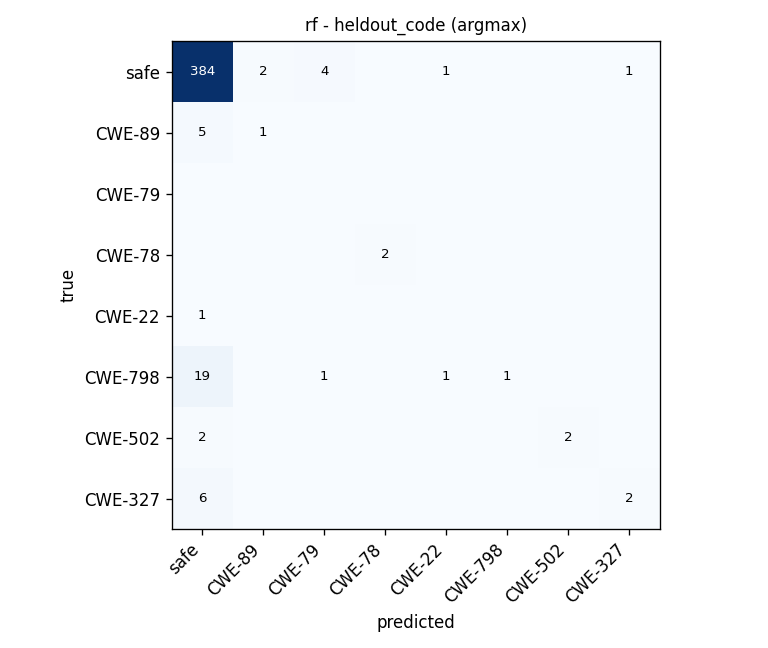 rf - heldout_code (argmax)
safe 384 2 4 1 1
CWE-89 5 1
CWE-79
CWE-78 2
CWE-22 1
CWE-798 19 1 1 1
CWE-502 2 2
CWE-327 6 2
true
safe CWE-89 CWE-79 CWE-78 CWE-22 CWE-798 CWE-502 CWE-327
predicted